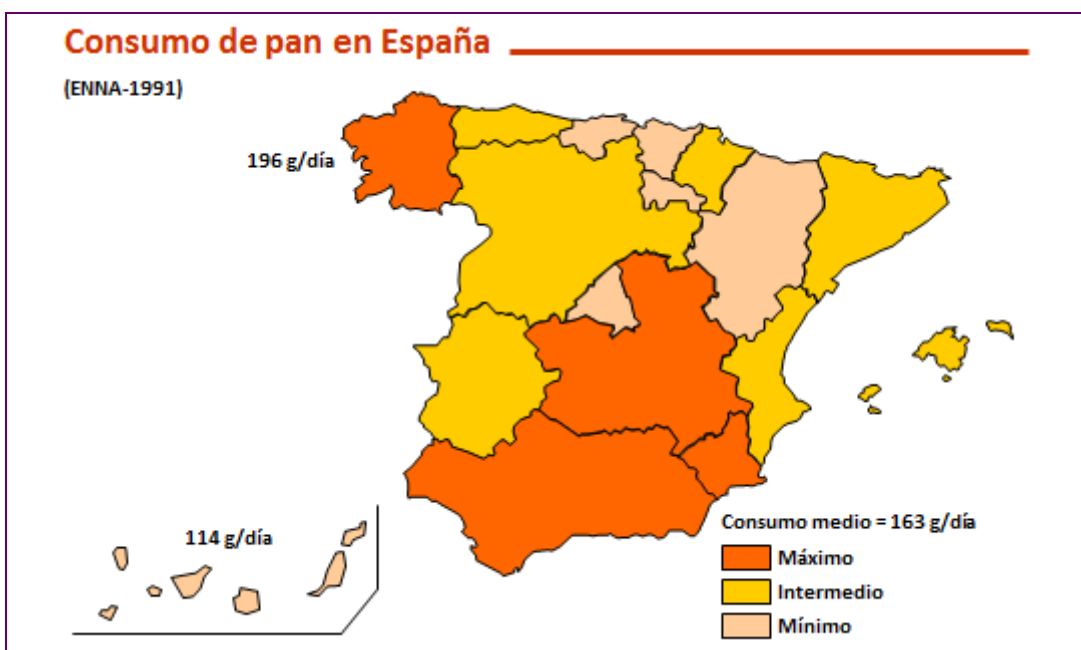 Consumo de pan en España
(ENNA-1991)
196 g/día
114 g/día
Consumo medio = 163 g/día
Máximo
Intermedio
Mínimo